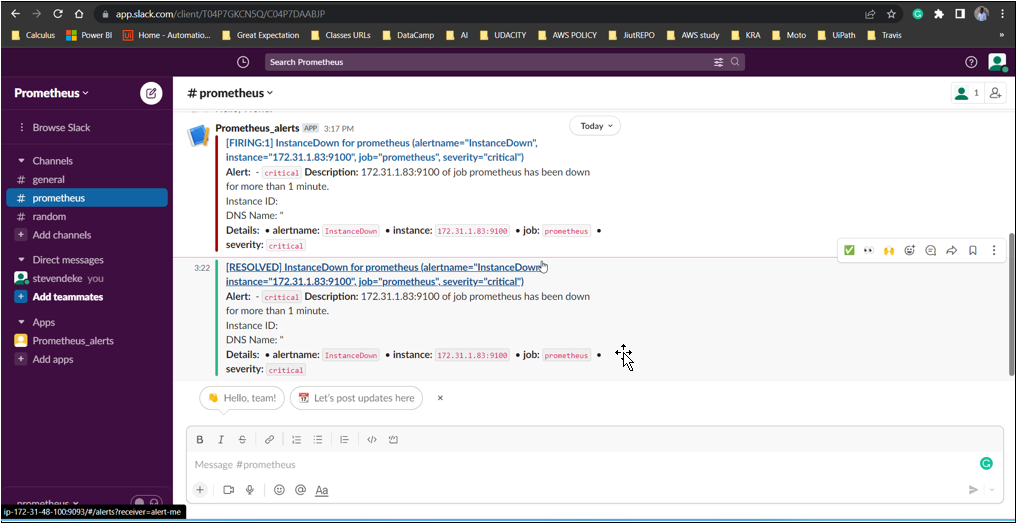 app.slack.com/client/T04P7GKCN5Q/C04P7DAABJP
Calculus Power BI Home - Automatio... Great Expectation Classes URLs DataCamp AI UDACITY AWS POLICY JiutREPO AWS study KRA Moto UiPath Travis »
Search Prometheus
Prometheus
# prometheus
1
Browse Slack
Channels
# general
# prometheus
# random
+ Add channels
Direct messages
stevendeke you
+ Add teammates
Apps
Prometheus_alerts
+ Add apps
Today
Prometheus_alerts APP 3:17 PM
[FIRING:1] InstanceDown for prometheus (alertname="InstanceDown",
instance="172.31.1.83:9100", job="prometheus", severity="critical")
Alert: - critical Description: 172.31.1.83:9100 of job prometheus has been down
for more than 1 minute.
Instance ID:
DNS Name: "
Details: • alertname: InstanceDown • instance: 172.31.1.83:9100 • job: prometheus •
severity: critical
3:22 [RESOLVED] InstanceDown for prometheus (alertname="InstanceDown
instance="172.31.1.83:9100", job="prometheus", severity="critical")
Alert: - critical Description: 172.31.1.83:9100 of job prometheus has been down
for more than 1 minute.
Instance ID:
DNS Name: "
Details: • alertname: InstanceDown • instance: 172.31.1.83:9100 • job: prometheus •
severity: critical
Hello, team! Let's post updates here ×
B I S
Message #prometheus
+ @ Aa
ip-172-31-48-100:9093/#/alerts?receiver=alert-me